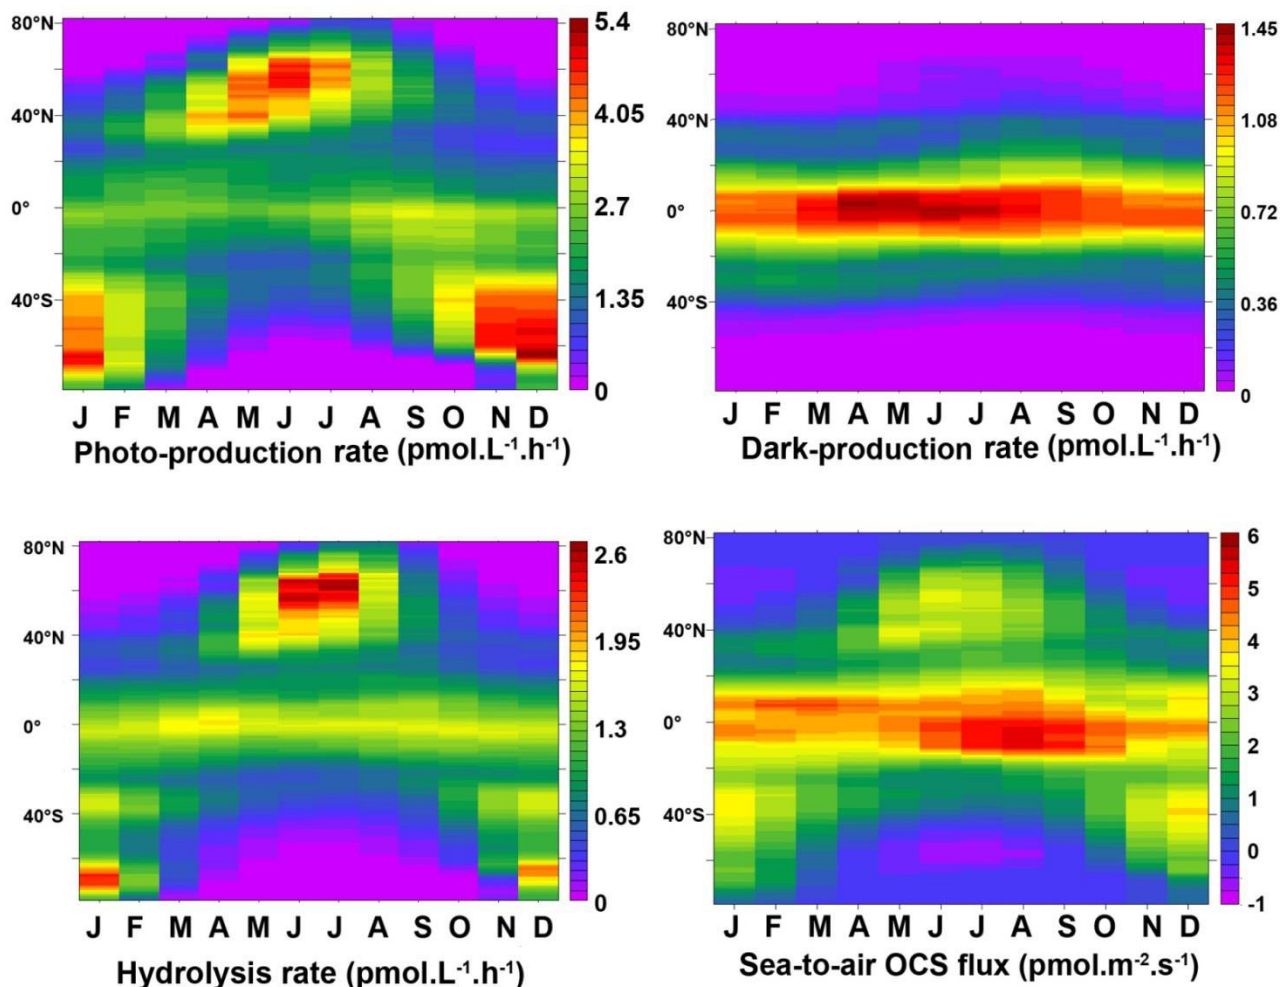 80°N
40°N
0°
40°S
5.4
4.05
2.7
1.35
0
J F M A M J J A S O N D
Photo-production rate (pmol.L⁻¹.h⁻¹)
80°N
40°N
0°
40°S
1.45
1.08
0.72
0.36
0
J F M A M J J A S O N D
Dark-production rate (pmol.L⁻¹.h⁻¹)
80°N
40°N
0°
40°S
2.6
1.95
1.3
0.65
0
J F M A M J J A S O N D
Hydrolysis rate (pmol.L⁻¹.h⁻¹)
80°N
40°N
0°
40°S
6
5
4
3
2
1
0
-1
J F M A M J J A S O N D
Sea-to-air OCS flux (pmol.m⁻².s⁻¹)